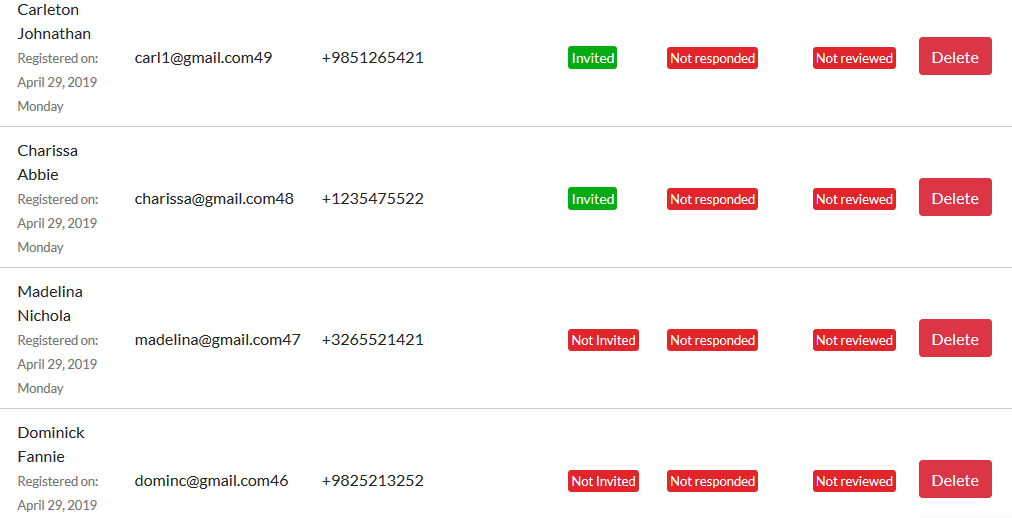 Carleton
Johnathan
Registered on:
April 29, 2019
Monday
carl1@gmail.com49
+9851265421
Invited
Not responded
Not reviewed
Delete
Charissa
Abbie
Registered on:
April 29, 2019
Monday
charissa@gmail.com48
+1235475522
Invited
Not responded
Not reviewed
Delete
Madelina
Nichola
Registered on:
April 29, 2019
Monday
madelina@gmail.com47
+3265521421
Not Invited
Not responded
Not reviewed
Delete
Dominick
Fannie
Registered on:
April 29, 2019
dominc@gmail.com46
+9825213252
Not Invited
Not responded
Not reviewed
Delete